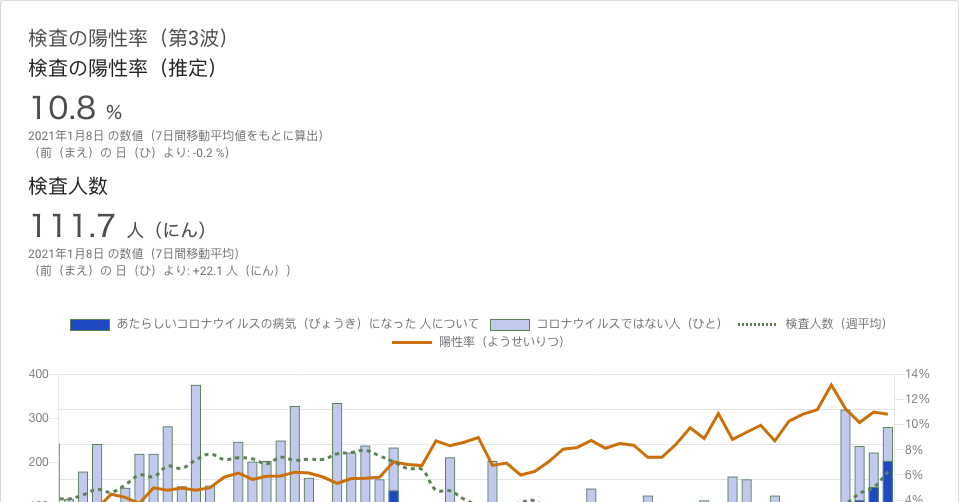 検査の陽性率（第3波）
検査の陽性率（推定）
10.8 %
2021年1月8日 の数値（7日間移動平均値をもとに算出）
（前（まえ）の 日（ひ）より: -0.2 %）
検査人数
111.7 人（にん）
2021年1月8日 の数値（7日間移動平均）
（前（まえ）の 日（ひ）より: +22.1 人（にん））
あたらしいコロナウイルスの病気（びょうき）になった 人について コロナウイルスではない人（ひと） 検査人数（週平均）
陽性率（ようせいりつ）
400 14%
12%
300 10%
8%
200 6%
4%